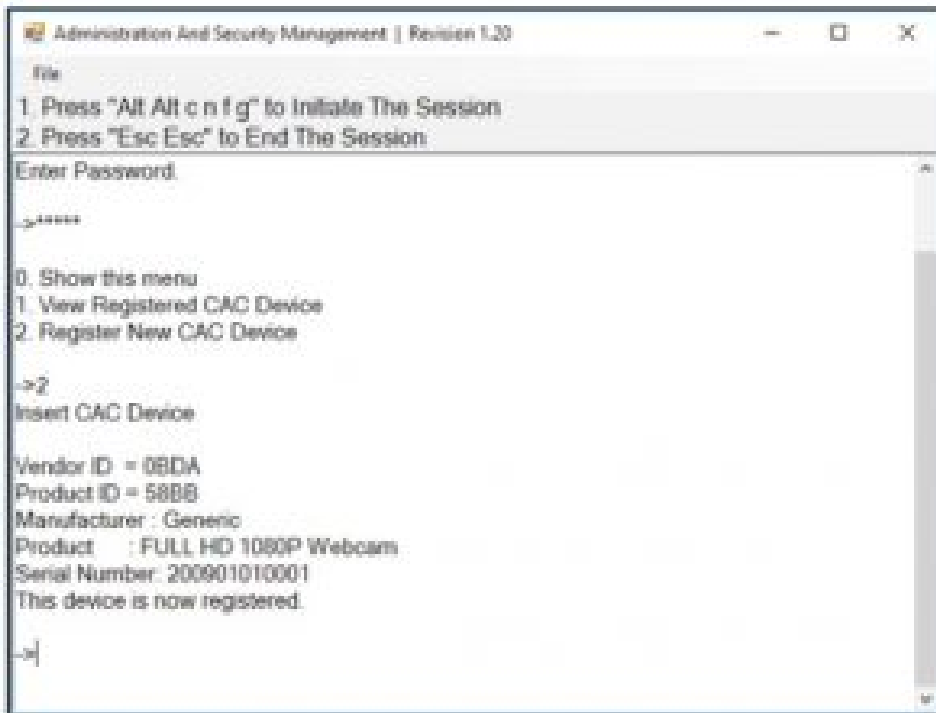 Administration And Security Management | Revision 1.20
File
1. Press "Alt Alt c n f g" to Initiate The Session
2. Press "Esc Esc" to End The Session
Enter Password.
->*****
0. Show this menu
1. View Registered CAC Device
2. Register New CAC Device
->2
Insert CAC Device
Vendor ID = 0BDA
Product ID = 58BB
Manufacturer : Generic
Product : FULL HD 1080P Webcam
Serial Number: 200901010001
This device is now registered.
->